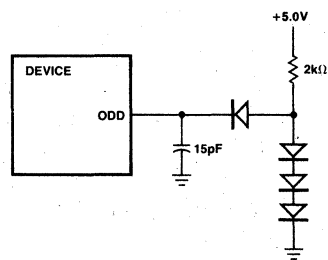 +5.0V
DEVICE
2kΩ
ODD
15pF